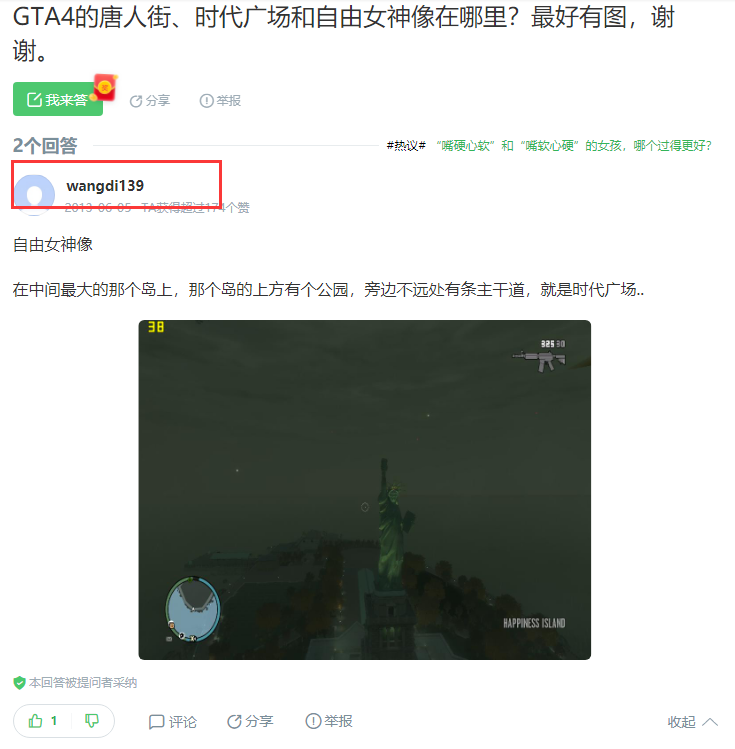 GTA4的唐人街、时代广场和自由女神像在哪里？最好有图，谢
谢。
我来答
分享
举报
2个回答
#热议# “嘴硬心软”和“嘴软心硬”的女孩，哪个过得更好？
wangdi139
2013-06-05 TA获得超过174个赞
自由女神像
在中间最大的那个岛上，那个岛的上方有个公园，旁边不远处有条主干道，就是时代广场..
38
325 30
HAPPINESS ISLAND
本回答被提问者采纳
1
评论
分享
举报
收起